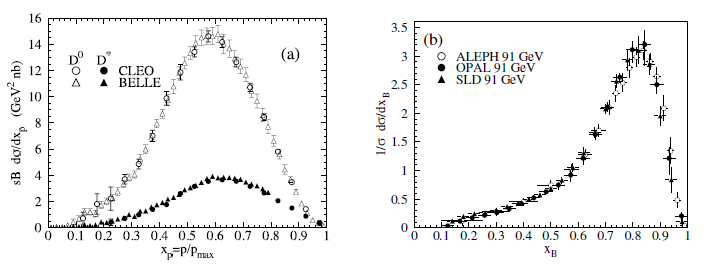 16
14
12
10
8
6
4
2
0
sB dσ/dx_p (GeV² nb)
D⁰ D*
CLEO
BELLE
(a)
0 0.1 0.2 0.3 0.4 0.5 0.6 0.7 0.8 0.9 1
x_p=p/p_max
3.5
3
2.5
2
1.5
1
0.5
0
1/σ dσ/dx_B
(b)
ALEPH 91 GeV
OPAL 91 GeV
SLD 91 GeV
0 0.1 0.2 0.3 0.4 0.5 0.6 0.7 0.8 0.9 1
x_B